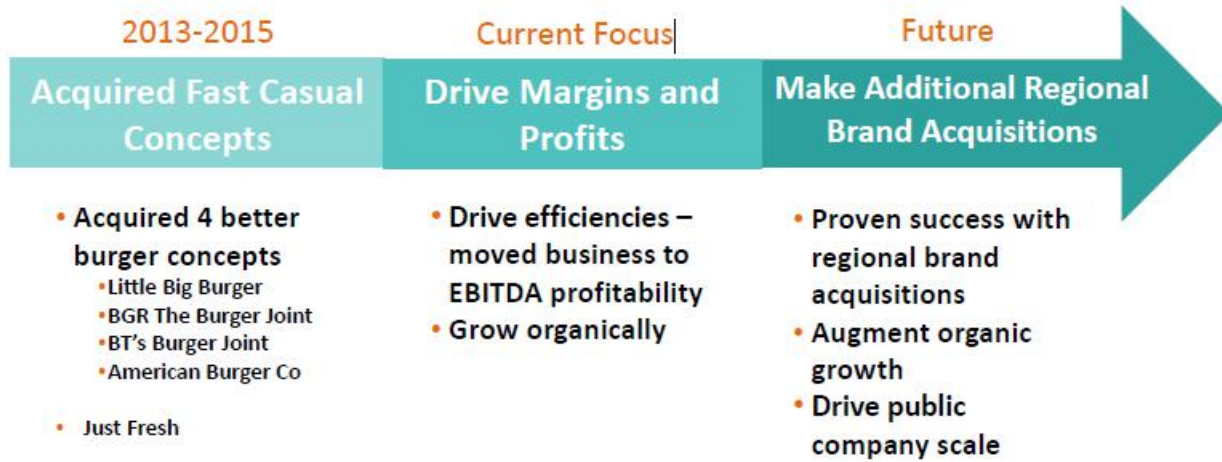 2013-2015
Acquired Fast Casual
Concepts
• Acquired 4 better
burger concepts
•Little Big Burger
•BGR The Burger Joint
•BT’s Burger Joint
•American Burger Co
• Just Fresh
Current Focus
Drive Margins and
Profits
• Drive efficiencies –
moved business to
EBITDA profitability
• Grow organically
Future
Make Additional Regional
Brand Acquisitions
• Proven success with
regional brand
acquisitions
• Augment organic
growth
• Drive public
company scale